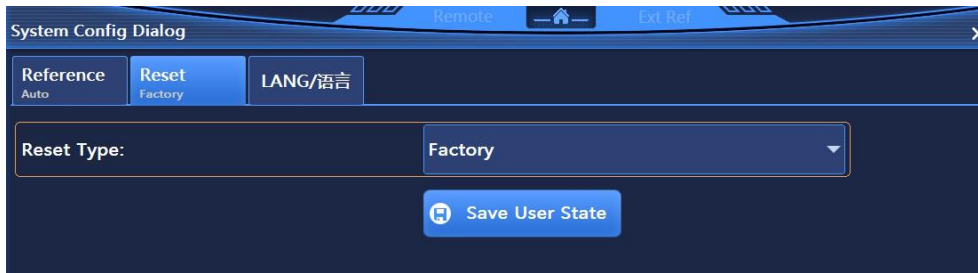 Remote
Ext Ref
System Config Dialog
Reference
Auto
Reset
Factory
LANG/语言
Reset Type:
Factory
Save User State